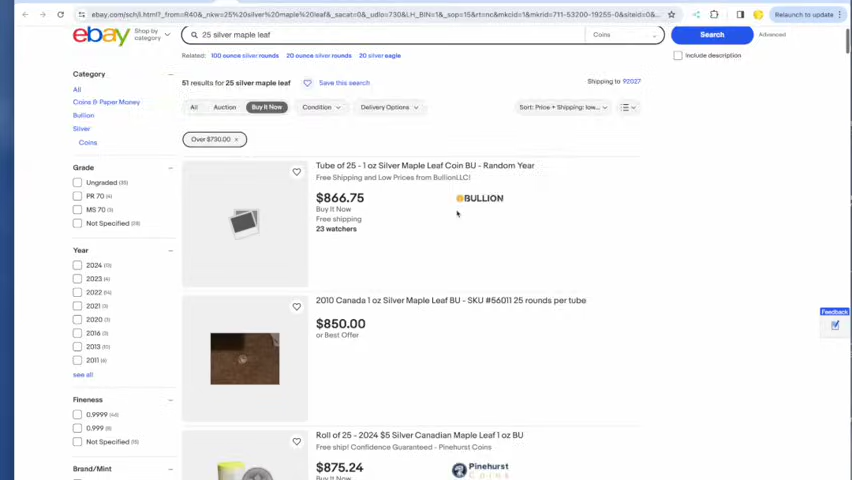 ebay.com/sch/i.html?_from=R40&_nkw=25%20silver%20maple%20leaf&_sacat=0&_udlo=730&LH_BIN=1&_sop=15&rt=nc&mkcid=1&mkrid=711-53200-19255-0&siteid=0&...
Relaunch to update
ebay
Shop by
category
25 silver maple leaf
Coins
Search
Advanced
Related: 100 ounce silver rounds 20 ounce silver rounds 20 silver eagle
Include description
Category
51 results for 25 silver maple leaf
Save this search
Shipping to 92027
All
Coins & Paper Money
Bullion
Silver
Coins
All
Auction
Buy It Now
Condition
Delivery Options
Sort: Price + Shipping: low...
Over $730.00 ×
Grade
Ungraded (35)
PR 70 (4)
MS 70 (3)
Not Specified
Year
2024
2023 (4)
2022
2021 (3)
2020
2016
2013
2011
see all
Fineness
0.9999
0.999
Not Specified
Brand/Mint
Tube of 25 - 1 oz Silver Maple Leaf Coin BU - Random Year
Free Shipping and Low Prices from BullionLLC!
$866.75
Buy It Now
Free shipping
23 watchers
BULLION
2010 Canada 1 oz Silver Maple Leaf BU - SKU #56011 25 rounds per tube
$850.00
or Best Offer
Roll of 25 - 2024 $5 Silver Canadian Maple Leaf 1 oz BU
Free ship! Confidence Guaranteed - Pinehurst Coins
$875.24
Buy It Now
Pinehurst
Coins
Feedback